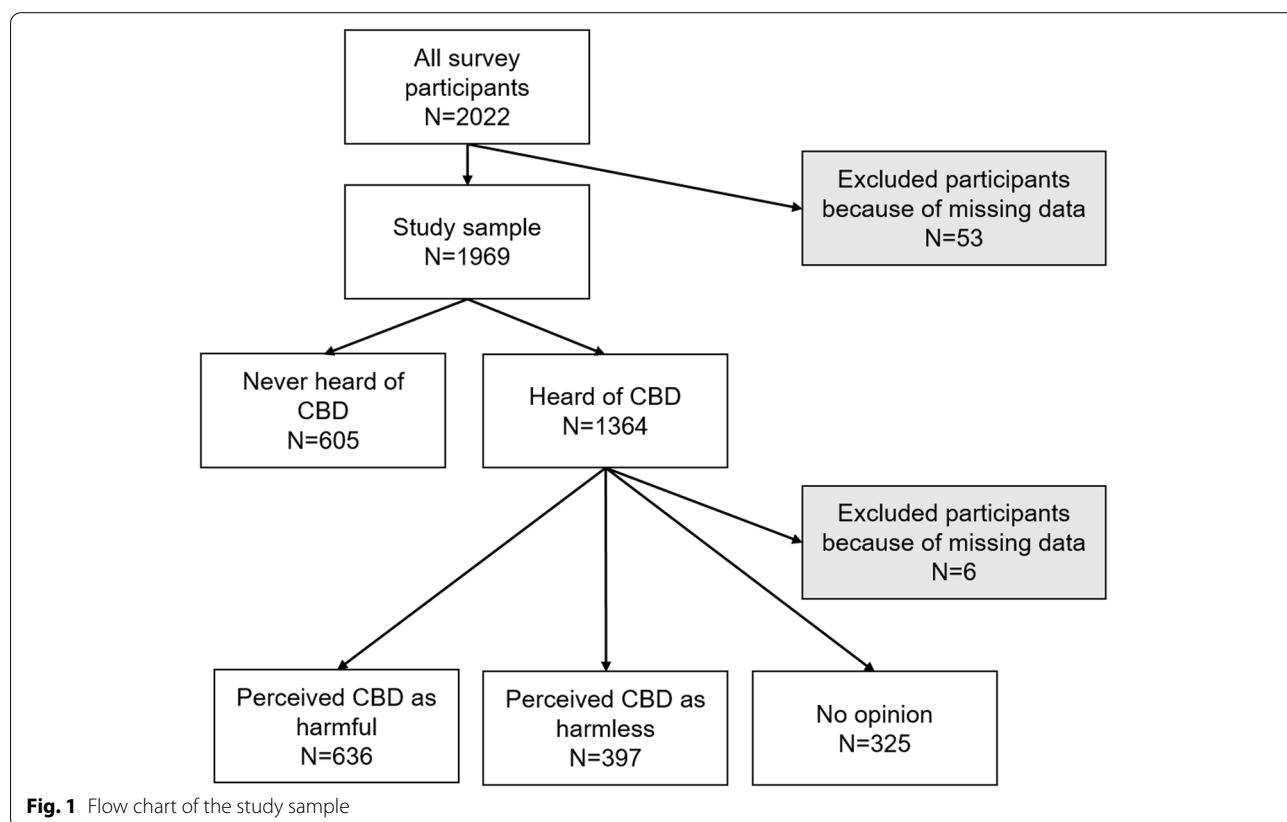 All survey
participants
N=2022
Excluded participants
because of missing data
N=53
Study sample
N=1969
Never heard of
CBD
N=605
Heard of CBD
N=1364
Excluded participants
because of missing data
N=6
Perceived CBD as
harmful
N=636
Perceived CBD as
harmless
N=397
No opinion
N=325
Fig. 1 Flow chart of the study sample